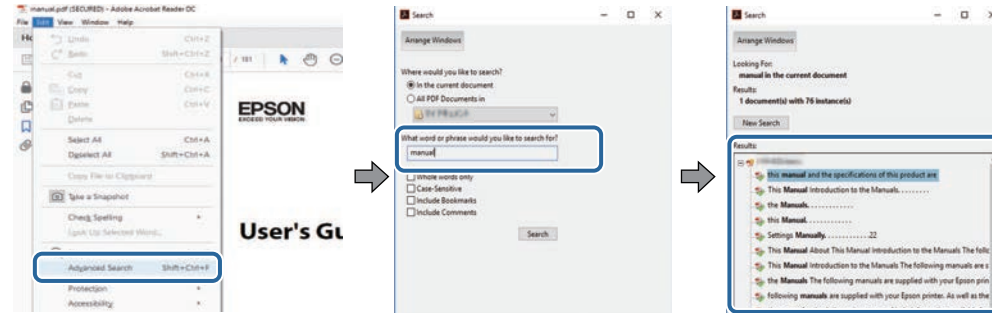 manual.pdf (SECURED) - Adobe Acrobat Reader DC
File Edit View Window Help
Undo Ctrl+Z
Redo Shift+Ctrl+Z
Cut Ctrl+X
Copy Ctrl+C
Paste Ctrl+V
Delete
Select All Ctrl+A
Deselect All Shift+Ctrl+A
Copy File to Clipboard
Take a Snapshot
Check Spelling
Look Up Selected Word...
Advanced Search Shift+Ctrl+F
Protection
Accessibility
/ 181
EPSON
EXCEED YOUR VISION
User's Gu
Search
Arrange Windows
Where would you like to search?
In the current document
All PDF Documents in
What word or phrase would you like to search for?
manual
Whole words only
Case-Sensitive
Include Bookmarks
Include Comments
Search
Search
Arrange Windows
Looking For:
manual in the current document
Results:
1 document(s) with 76 instance(s)
New Search
Results:
this manual and the specifications of this product are
This Manual Introduction to the Manuals. . . . . . . . .
the Manuals. . . . . . . . . . . . .
this Manual. . . . . . . . . . . . .
Settings Manually. . . . . . . . . . . . 22
This Manual About This Manual Introduction to the Manuals The follo
This Manual Introduction to the Manuals The following manuals are s
the Manuals The following manuals are supplied with your Epson prin
following manuals are supplied with your Epson printer. As well as the